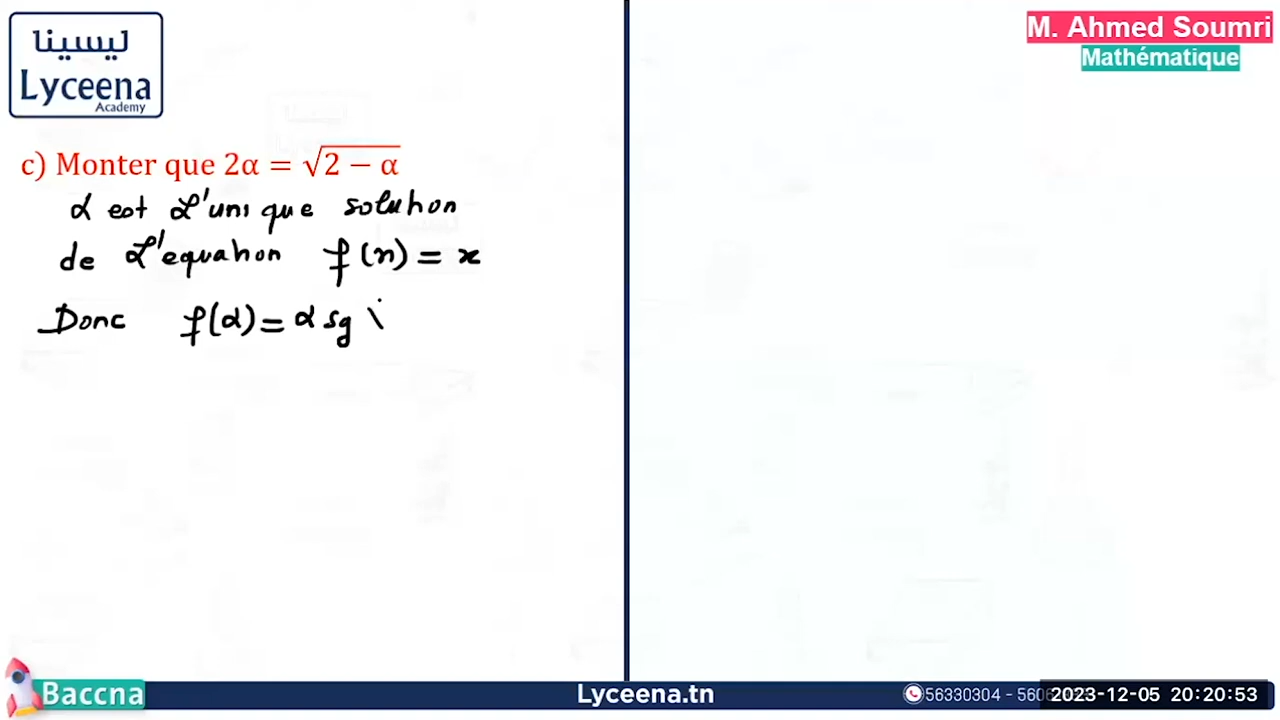 ليسينا
Lyceena
Academy
M. Ahmed Soumri
Mathématique
c) Monter que 2α = √(2 − α)
α est l'unique solution
de l'equation f(x) = x
Donc f(α) = α sg
Baccna
Lyceena.tn
56330304 - 5606
2023-12-05 20:20:53